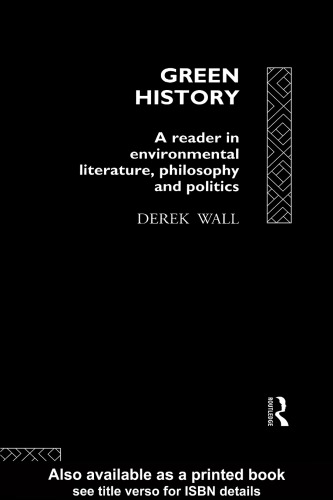 GREEN
HISTORY
A reader in
environmental
literature, philosophy
and politics
DEREK WALL
ROUTLEDGE
Also available as a printed book
see title verso for ISBN details